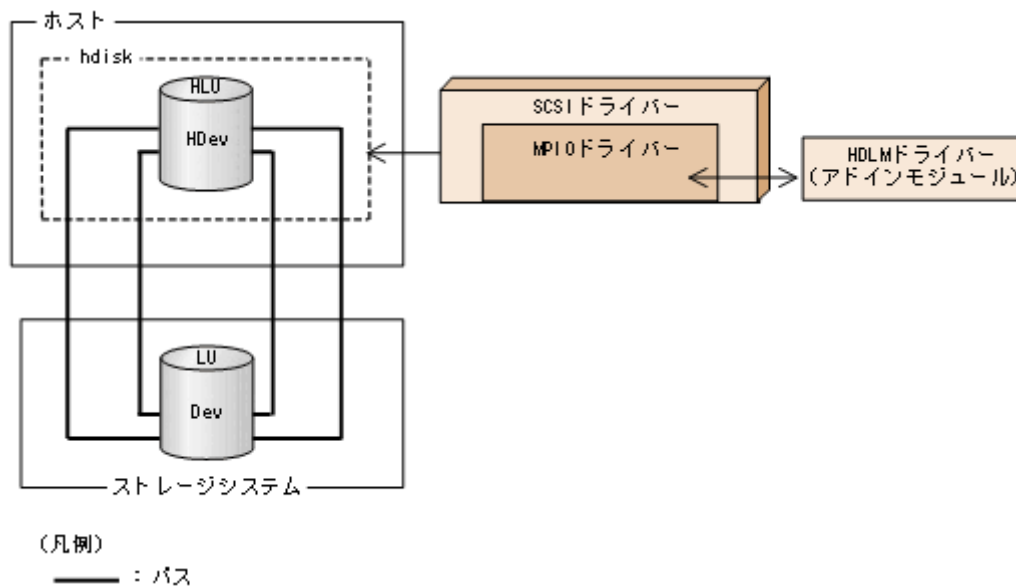 ホスト
hdisk
HLU
HDev
SCSIドライバー
MPIOドライバー
HDLMドライバー
(アドインモジュール)
LU
Dev
ストレージシステム
(凡例)
：パス